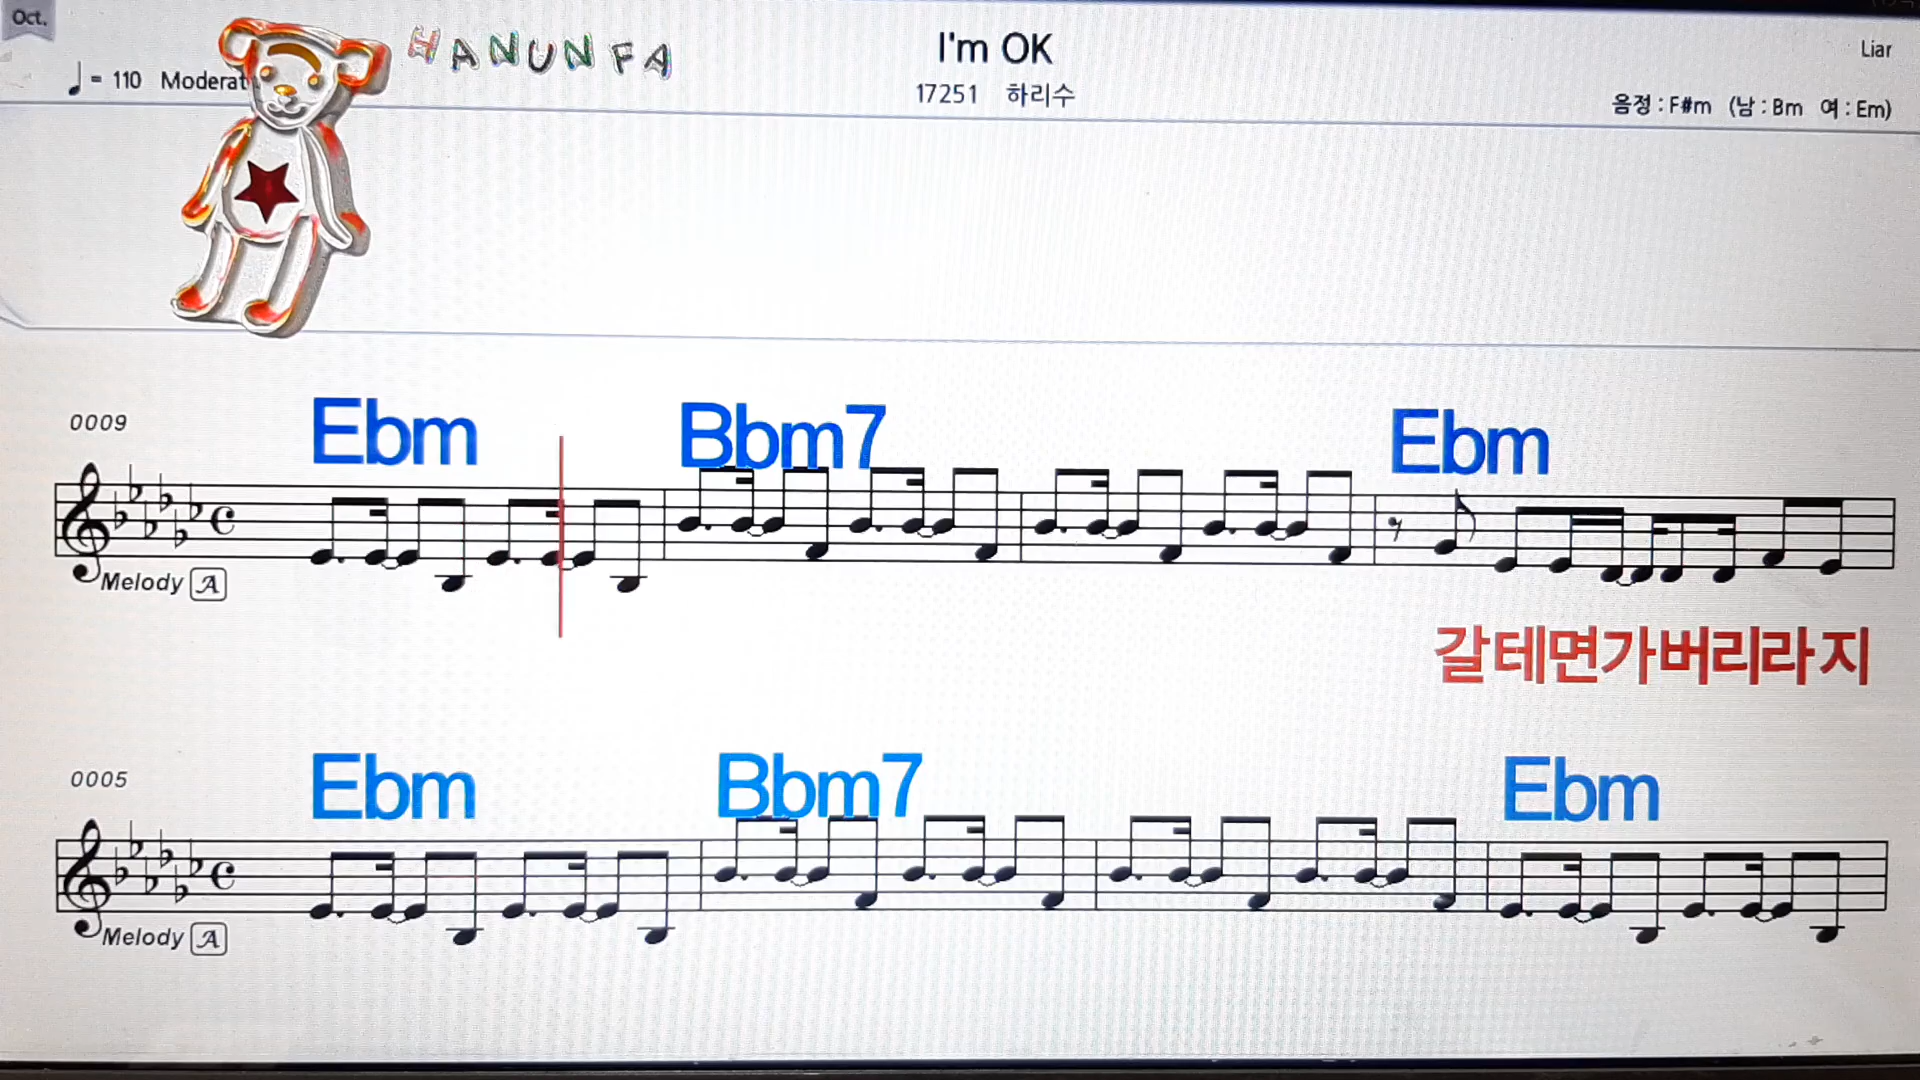 Oct.
HANUNFA
I'm OK
Liar
♩ = 110 Moderat
17251 하리수
음정 : F#m (남 : Bm 여 : Em)
0009
Ebm Bbm7 Ebm
Melody A
갈테면가버리라지
0005
Ebm Bbm7 Ebm
Melody A